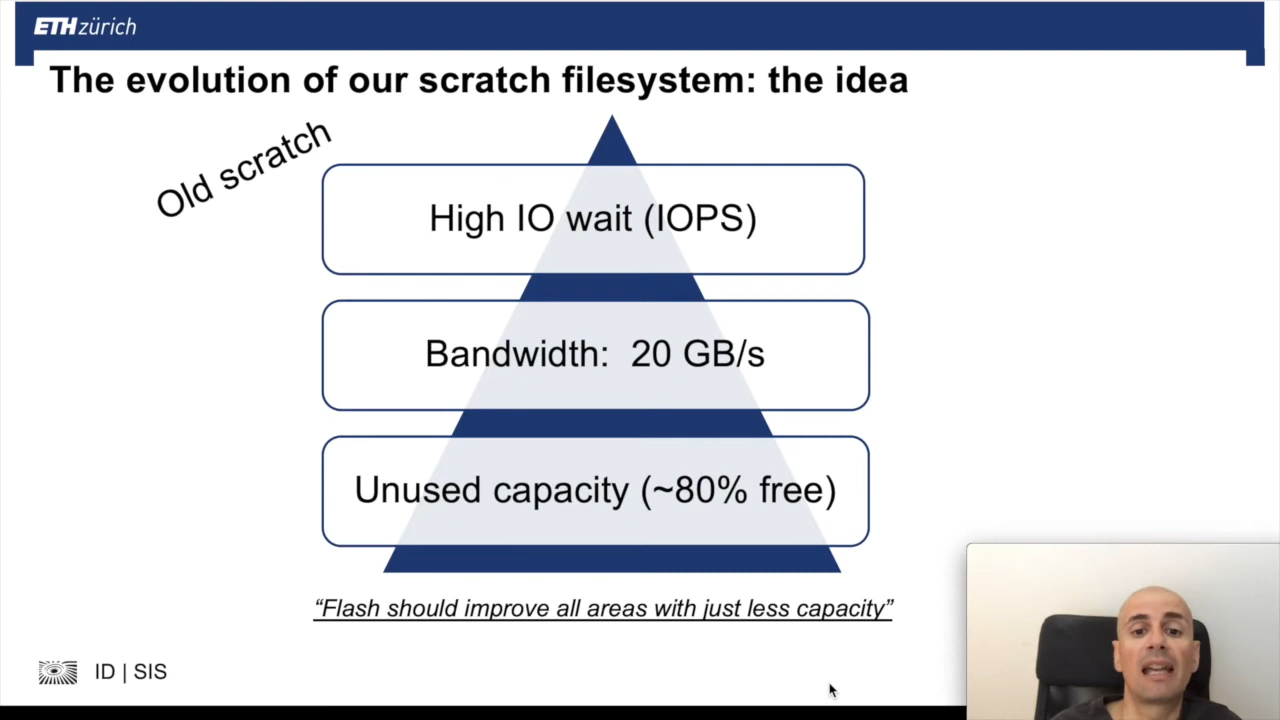 ETH zürich
The evolution of our scratch filesystem: the idea
Old scratch
High IO wait (IOPS)
Bandwidth: 20 GB/s
Unused capacity (~80% free)
“Flash should improve all areas with just less capacity”
ID | SIS